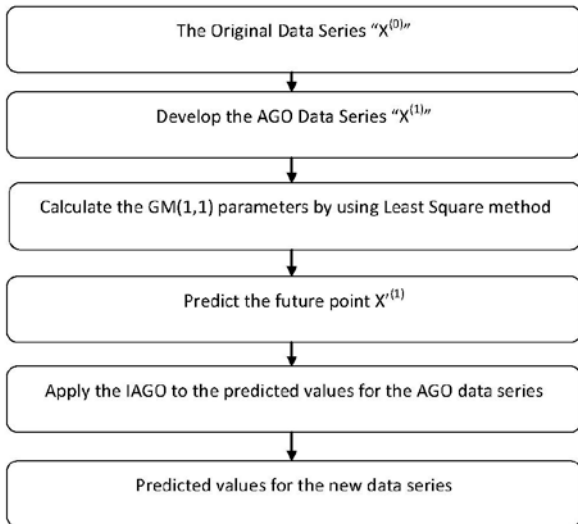 The Original Data Series “X⁽⁰⁾”
Develop the AGO Data Series “X⁽¹⁾”
Calculate the GM(1,1) parameters by using Least Square method
Predict the future point X'⁽¹⁾
Apply the IAGO to the predicted values for the AGO data series
Predicted values for the new data series